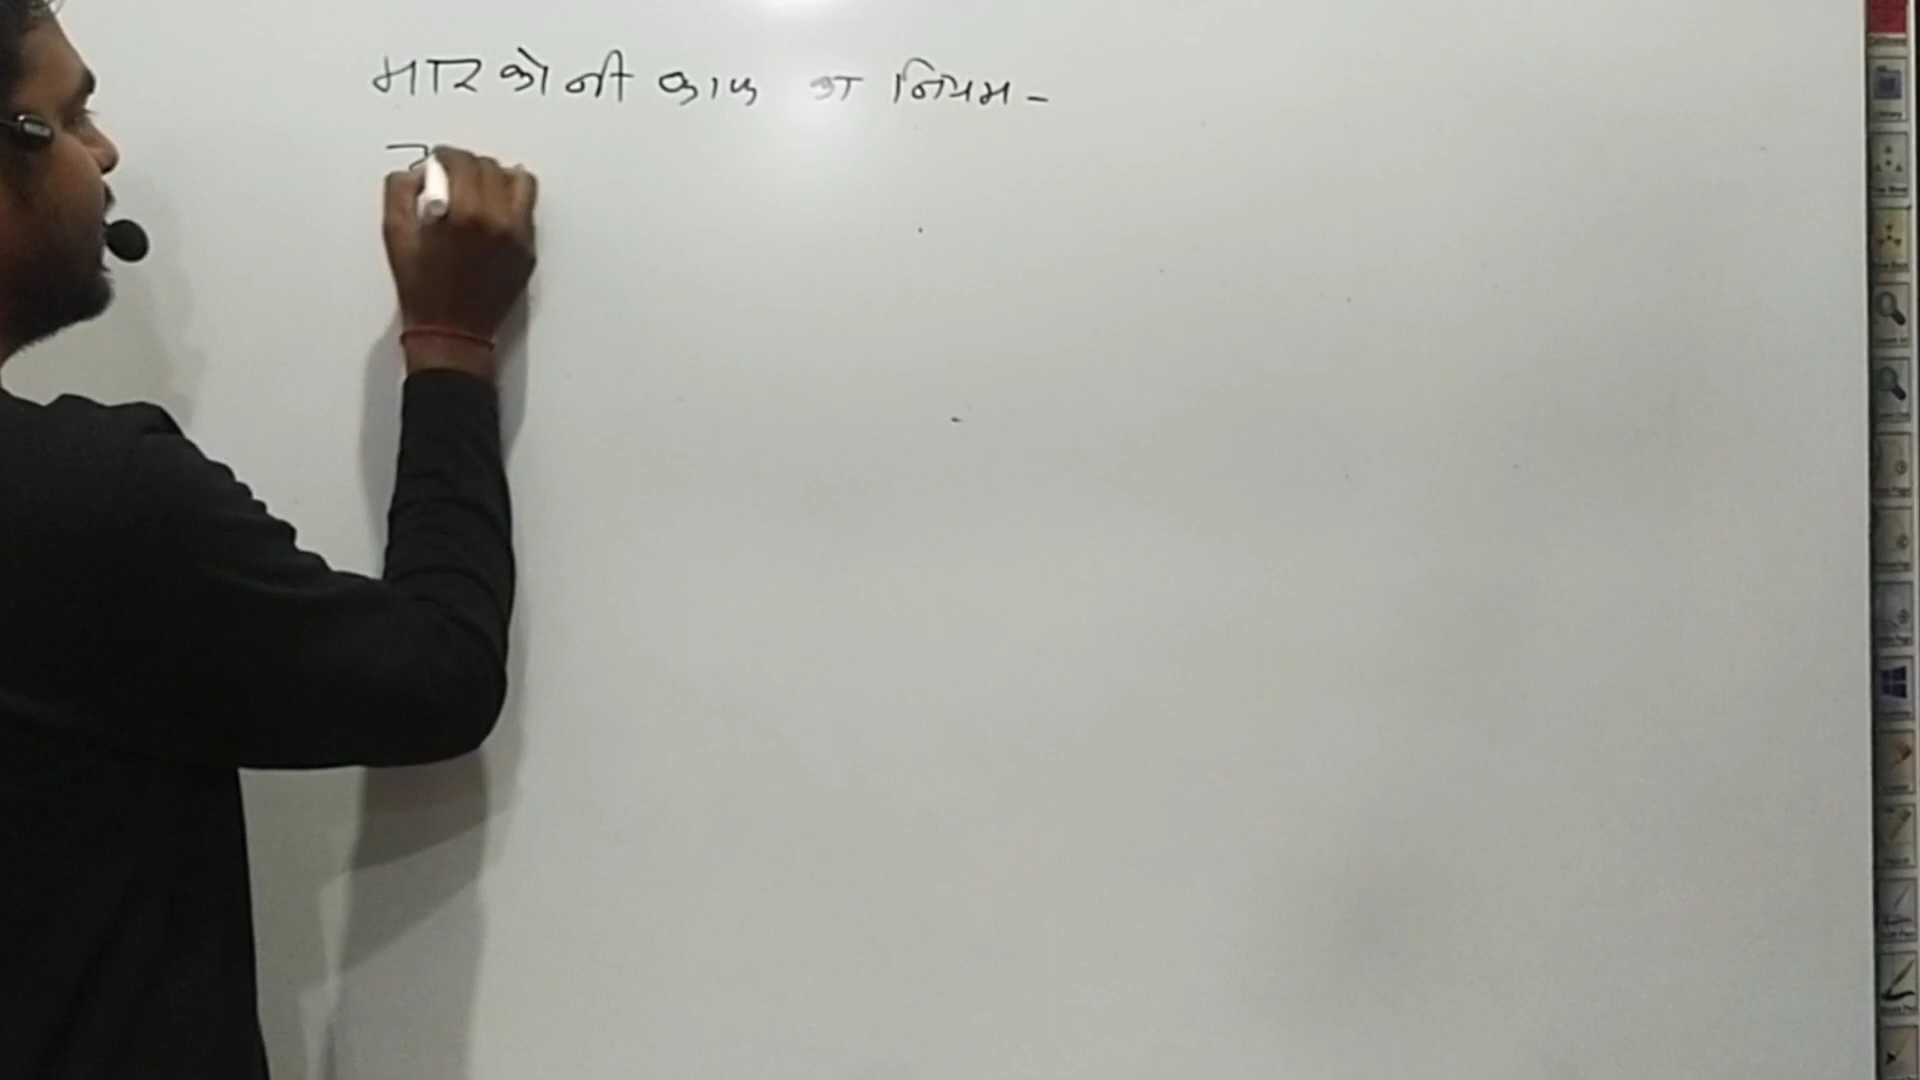 मारकोनी काफ का नियम -